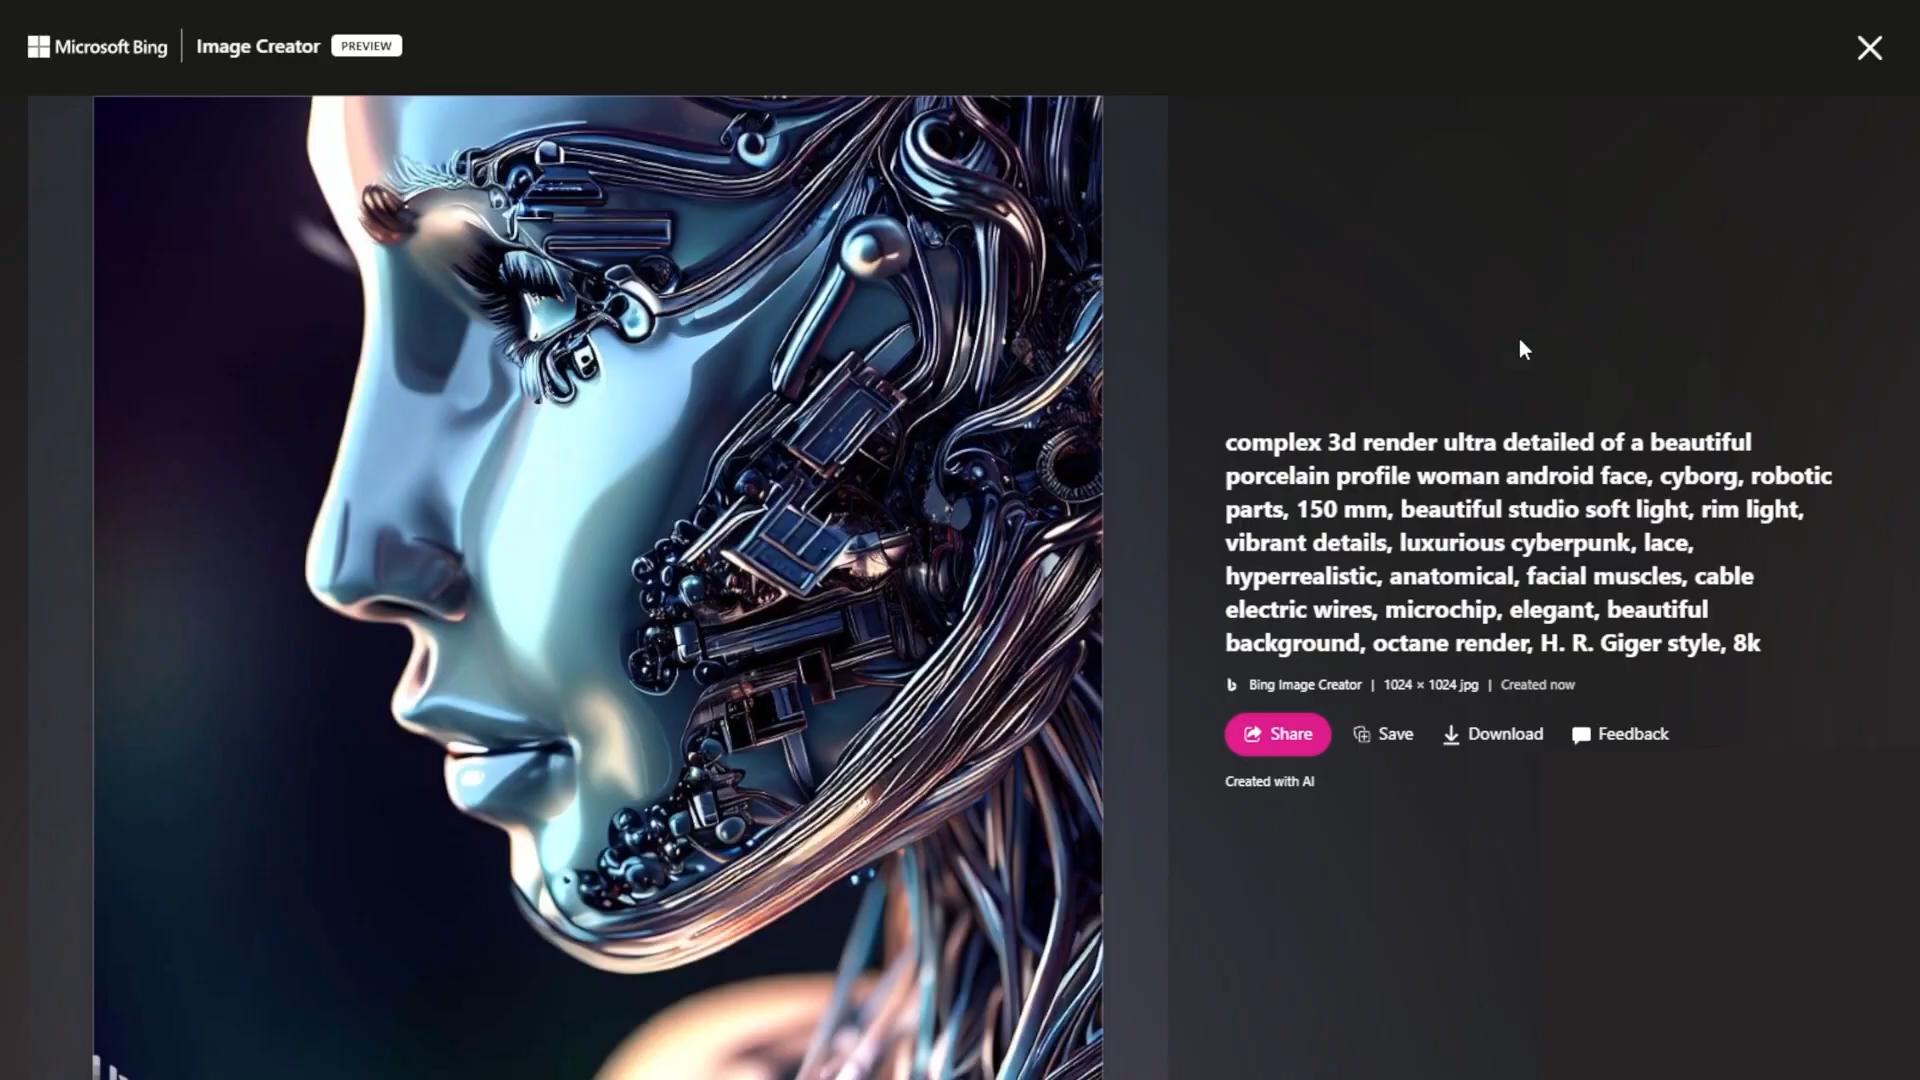 Microsoft Bing | Image Creator PREVIEW
complex 3d render ultra detailed of a beautiful
porcelain profile woman android face, cyborg, robotic
parts, 150 mm, beautiful studio soft light, rim light,
vibrant details, luxurious cyberpunk, lace,
hyperrealistic, anatomical, facial muscles, cable
electric wires, microchip, elegant, beautiful
background, octane render, H. R. Giger style, 8k
Bing Image Creator | 1024 × 1024 jpg | Created now
Share Save Download Feedback
Created with AI